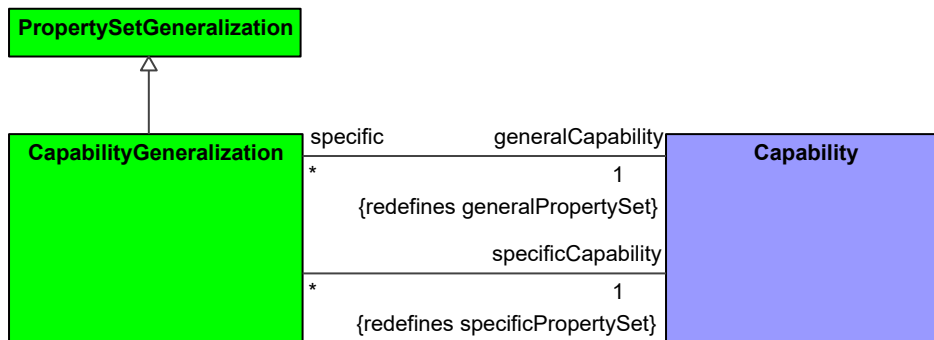 PropertySetGeneralization
CapabilityGeneralization
specific
generalCapability
Capability
*
1
{redefines generalPropertySet}
specificCapability
*
1
{redefines specificPropertySet}